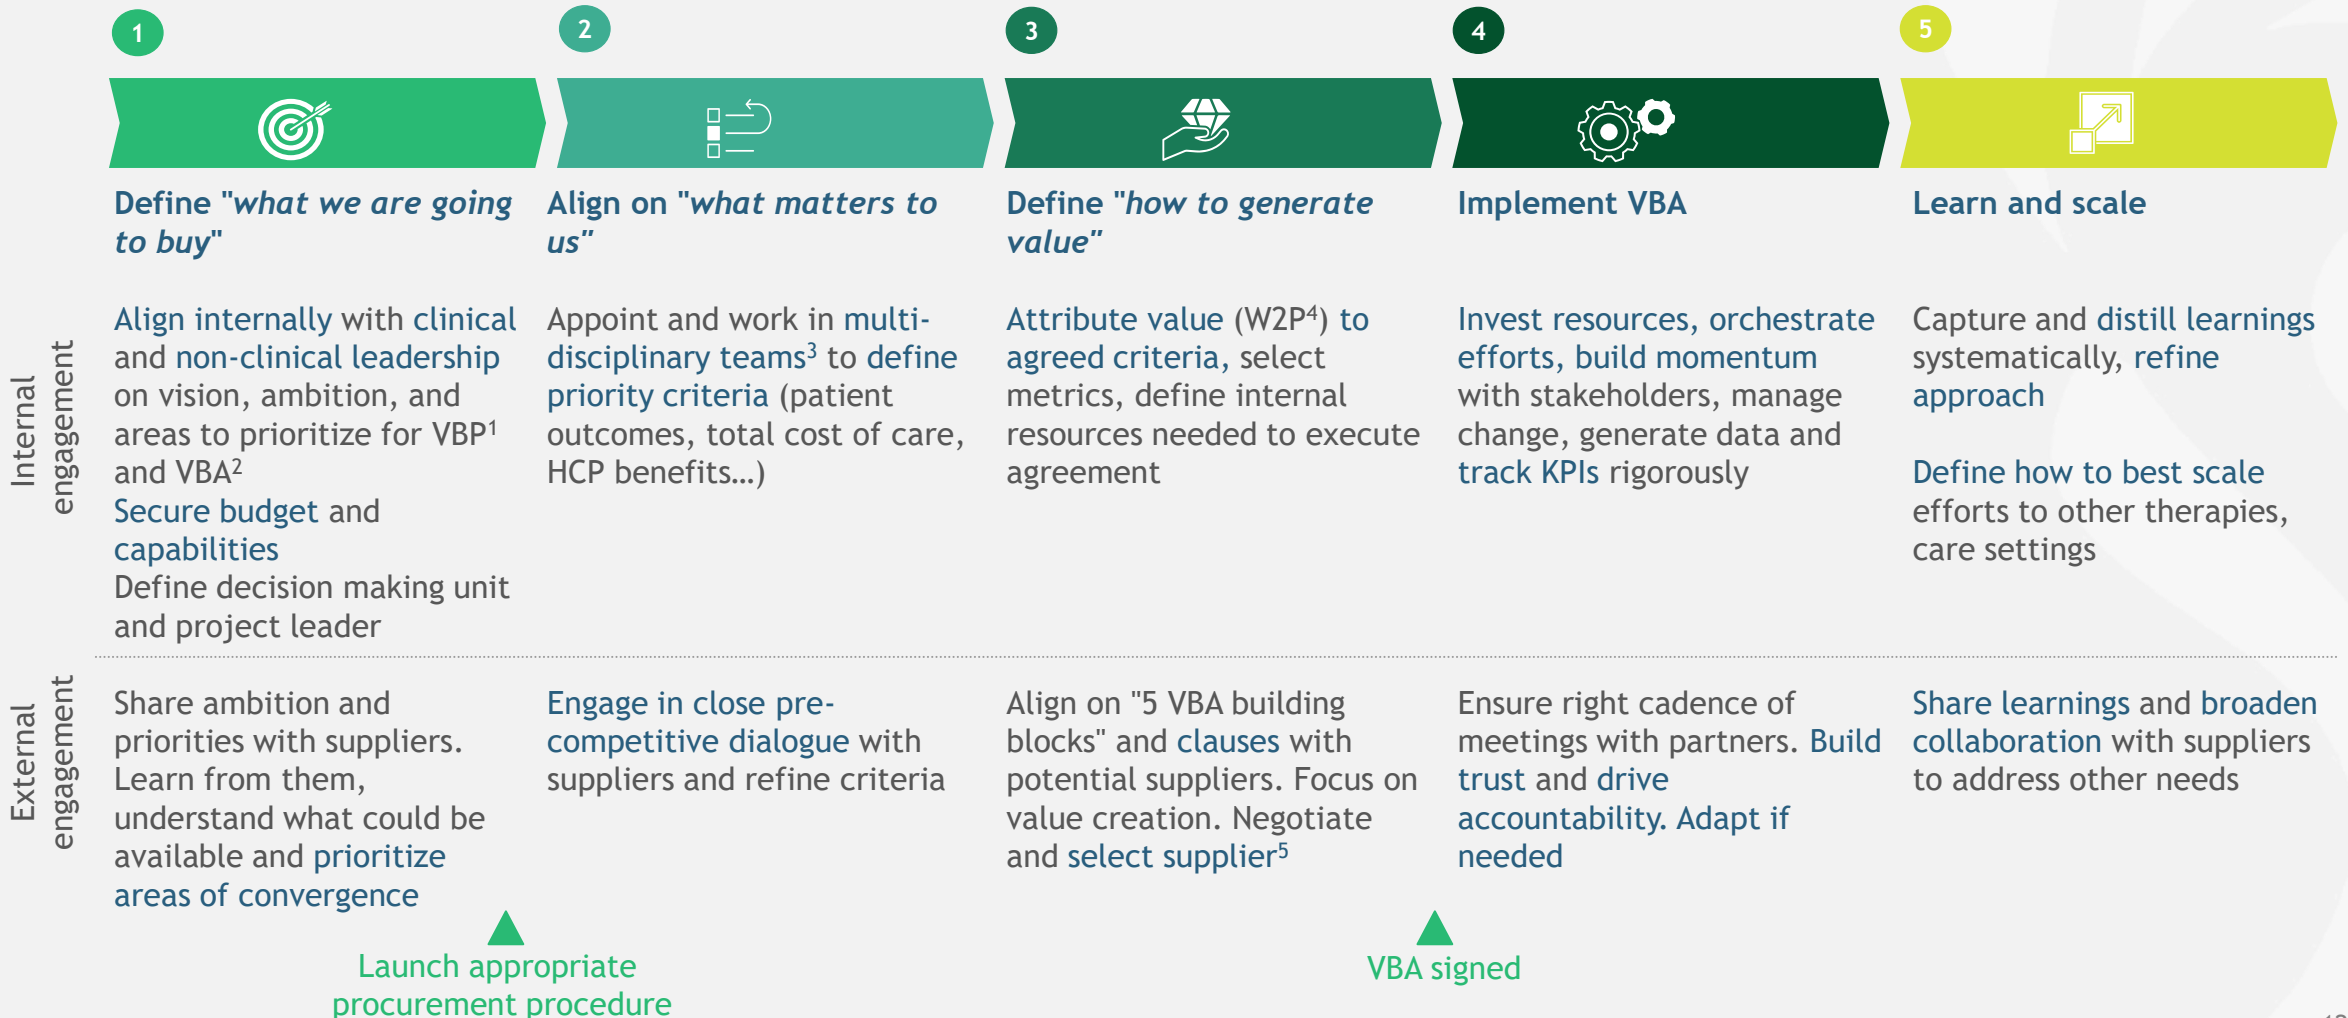 1
2
3
4
5
Define "what we are going
to buy"
Align on "what matters to
us"
Define "how to generate
value"
Implement VBA
Learn and scale
Internal
engagement
Align internally with clinical
and non-clinical leadership
on vision, ambition, and
areas to prioritize for VBP1
and VBA2
Secure budget and
capabilities
Define decision making unit
and project leader
Appoint and work in multi-
disciplinary teams3 to define
priority criteria (patient
outcomes, total cost of care,
HCP benefits…)
Attribute value (W2P4) to
agreed criteria, select
metrics, define internal
resources needed to execute
agreement
Invest resources, orchestrate
efforts, build momentum
with stakeholders, manage
change, generate data and
track KPIs rigorously
Capture and distill learnings
systematically, refine
approach
Define how to best scale
efforts to other therapies,
care settings
External
engagement
Share ambition and
priorities with suppliers.
Learn from them,
understand what could be
available and prioritize
areas of convergence
Engage in close pre-
competitive dialogue with
suppliers and refine criteria
Align on "5 VBA building
blocks" and clauses with
potential suppliers. Focus on
value creation. Negotiate
and select supplier5
Ensure right cadence of
meetings with partners. Build
trust and drive
accountability. Adapt if
needed
Share learnings and broaden
collaboration with suppliers
to address other needs
Launch appropriate
procurement procedure
VBA signed